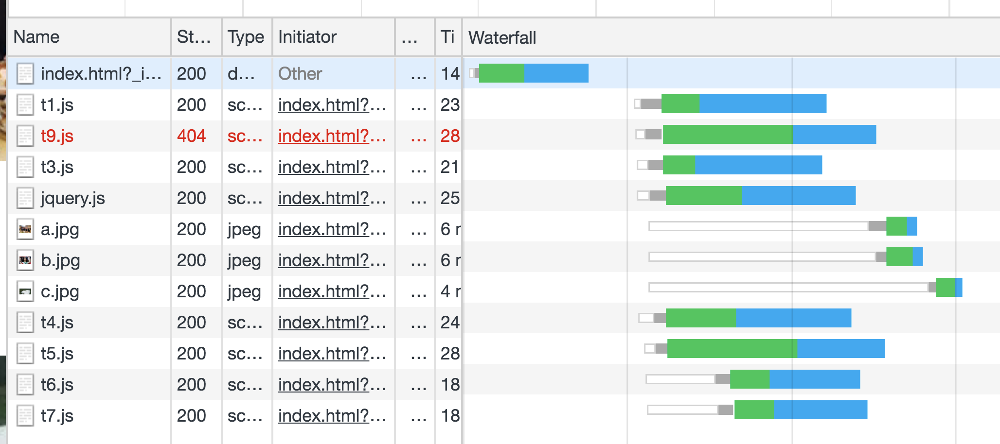 Name St... Type Initiator ... Ti Waterfall
index.html?_i... 200 d... Other ... 14
t1.js 200 sc... index.html?... ... 23
t9.js 404 sc... index.html?... ... 28
t3.js 200 sc... index.html?... ... 21
jquery.js 200 sc... index.html?... ... 25
a.jpg 200 jpeg index.html?... ... 6
b.jpg 200 jpeg index.html?... ... 6
c.jpg 200 jpeg index.html?... ... 4
t4.js 200 sc... index.html?... ... 24
t5.js 200 sc... index.html?... ... 28
t6.js 200 sc... index.html?... ... 18
t7.js 200 sc... index.html?... ... 18